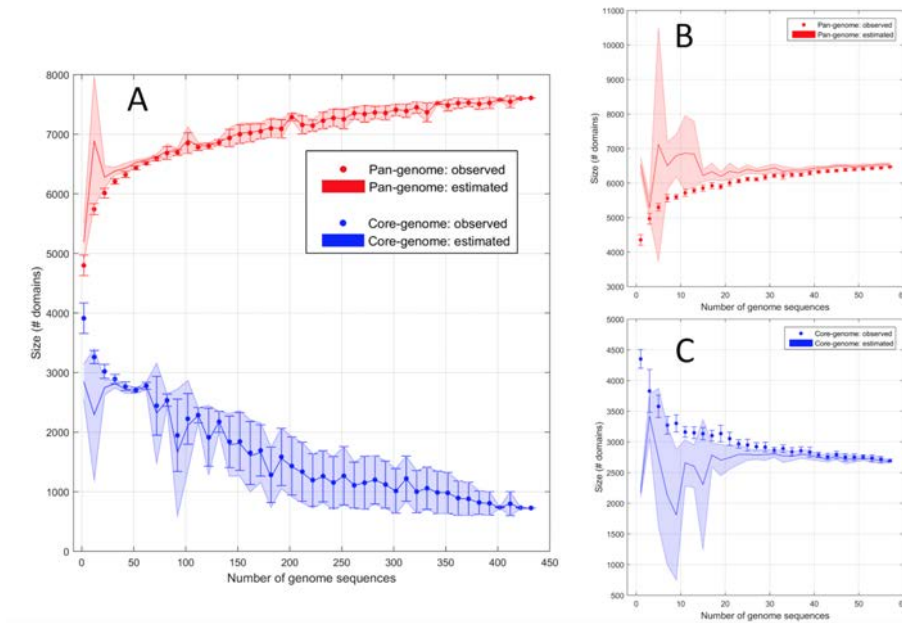 A
8000
7000
6000
5000
4000
3000
2000
1000
0
0 50 100 150 200 250 300 350 400 450
Size (# domains)
Number of genome sequences
Pan-genome: observed
Pan-genome: estimated
Core-genome: observed
Core-genome: estimated
B
11000
10000
9000
8000
7000
6000
5000
4000
3000
0 10 20 30 40 50
Size (# domains)
Number of genome sequences
Pan-genome: observed
Pan-genome: estimated
C
5000
4500
4000
3500
3000
2500
2000
1500
1000
500
0 10 20 30 40 50
Size (# domains)
Number of genome sequences
Core-genome: observed
Core-genome: estimated